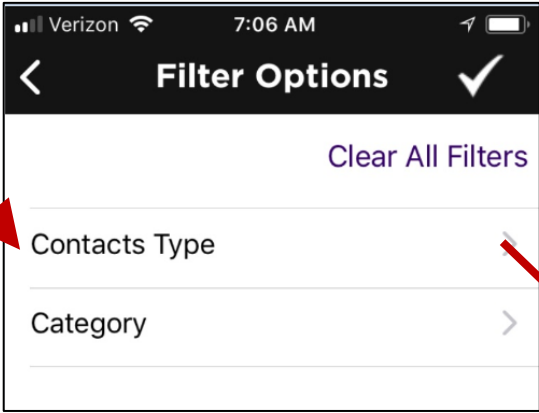 Verizon 7:06 AM
Filter Options
Clear All Filters
Contacts Type
Category